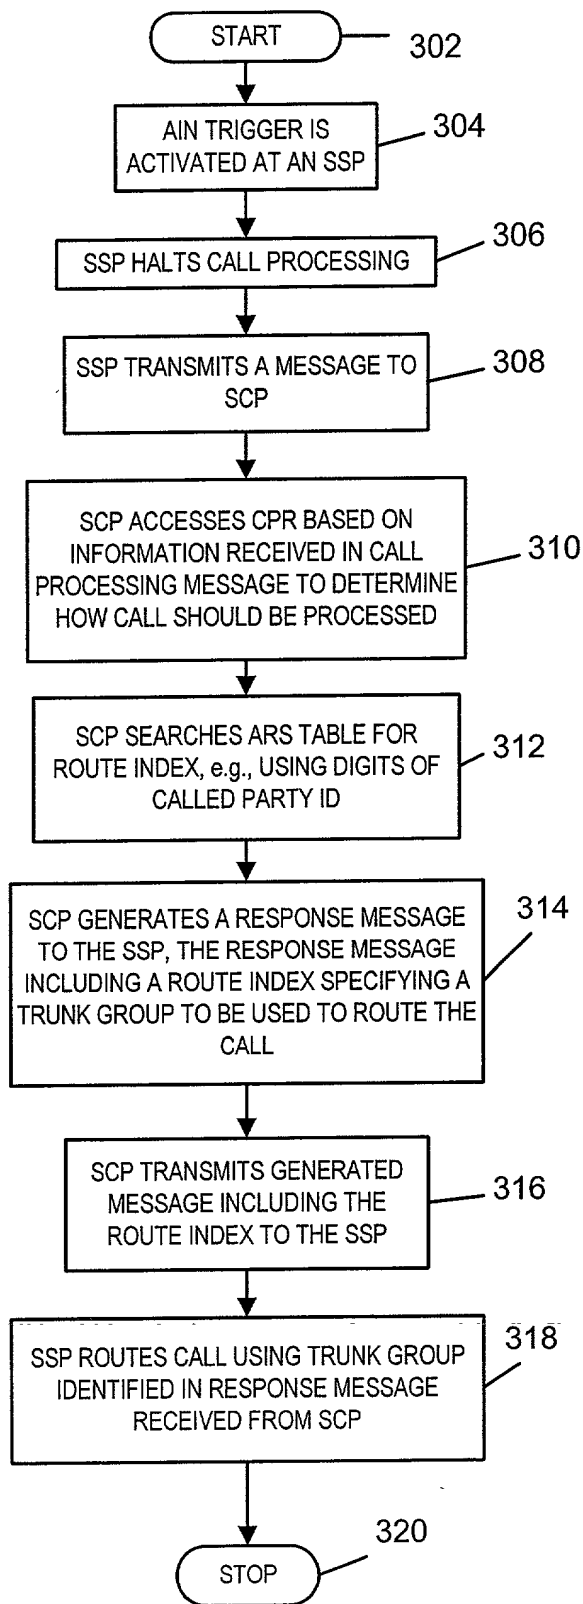 START
302
AIN TRIGGER IS
ACTIVATED AT AN SSP
304
SSP HALTS CALL PROCESSING
306
SSP TRANSMITS A MESSAGE TO
SCP
308
SCP ACCESSES CPR BASED ON
INFORMATION RECEIVED IN CALL
PROCESSING MESSAGE TO DETERMINE
HOW CALL SHOULD BE PROCESSED
310
SCP SEARCHES ARS TABLE FOR
ROUTE INDEX, e.g., USING DIGITS OF
CALLED PARTY ID
312
SCP GENERATES A RESPONSE MESSAGE
TO THE SSP, THE RESPONSE MESSAGE
INCLUDING A ROUTE INDEX SPECIFYING A
TRUNK GROUP TO BE USED TO ROUTE THE
CALL
314
SCP TRANSMITS GENERATED
MESSAGE INCLUDING THE
ROUTE INDEX TO THE SSP
316
SSP ROUTES CALL USING TRUNK GROUP
IDENTIFIED IN RESPONSE MESSAGE
RECEIVED FROM SCP
318
STOP
320